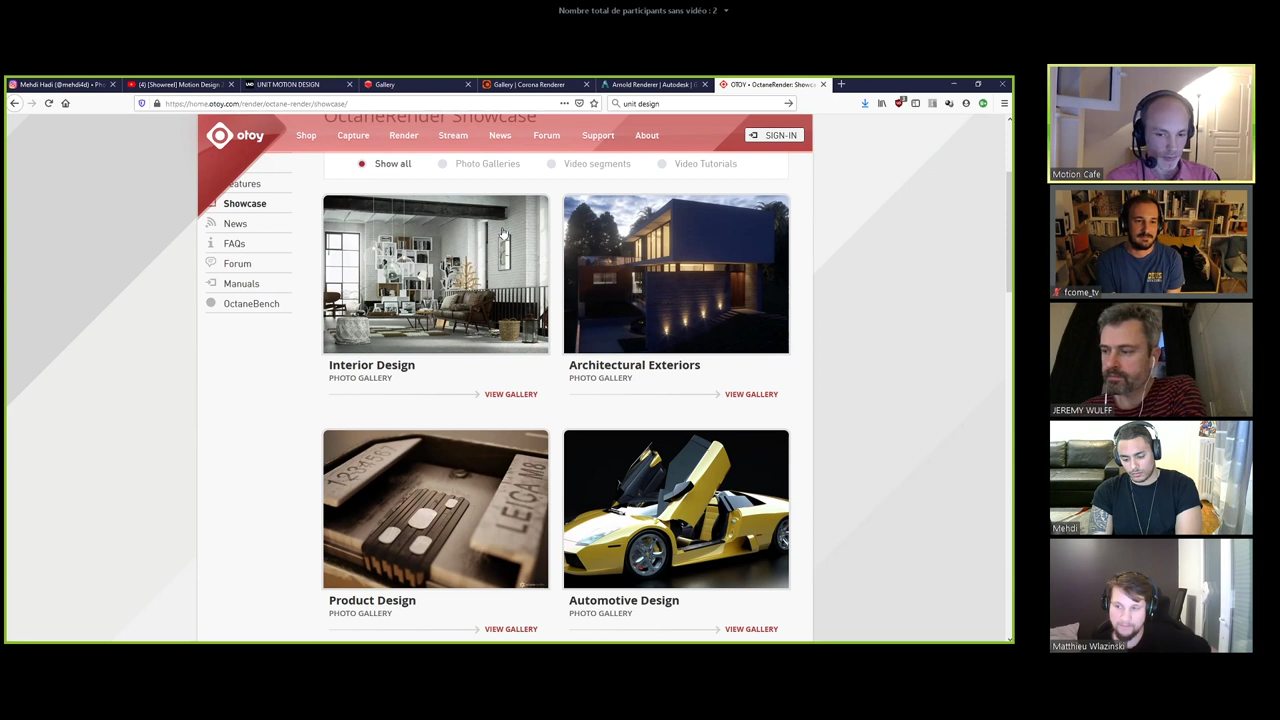 Nombre total de participants sans vidéo : 2
Mehdi Hadi (@mehdi4d) • Pho
(4) [Showreel] Motion Design
UNIT MOTION DESIGN
Gallery
Gallery | Corona Renderer
Arnold Renderer | Autodesk | G
OTOY • OctaneRender: Showca
https://home.otoy.com/render/octane-render/showcase/
unit design
OctaneRender Showcase
otoy
Shop
Capture
Render
Stream
News
Forum
Support
About
SIGN-IN
Show all
Photo Galleries
Video segments
Video Tutorials
eatures
Showcase
News
FAQs
Forum
Manuals
OctaneBench
Interior Design
PHOTO GALLERY
VIEW GALLERY
Architectural Exteriors
PHOTO GALLERY
VIEW GALLERY
1234567
LEICA M8
Product Design
PHOTO GALLERY
VIEW GALLERY
Automotive Design
PHOTO GALLERY
VIEW GALLERY
Motion Cafe
fcome_tv
JEREMY WULFF
Mehdi
Matthieu Wlazinski